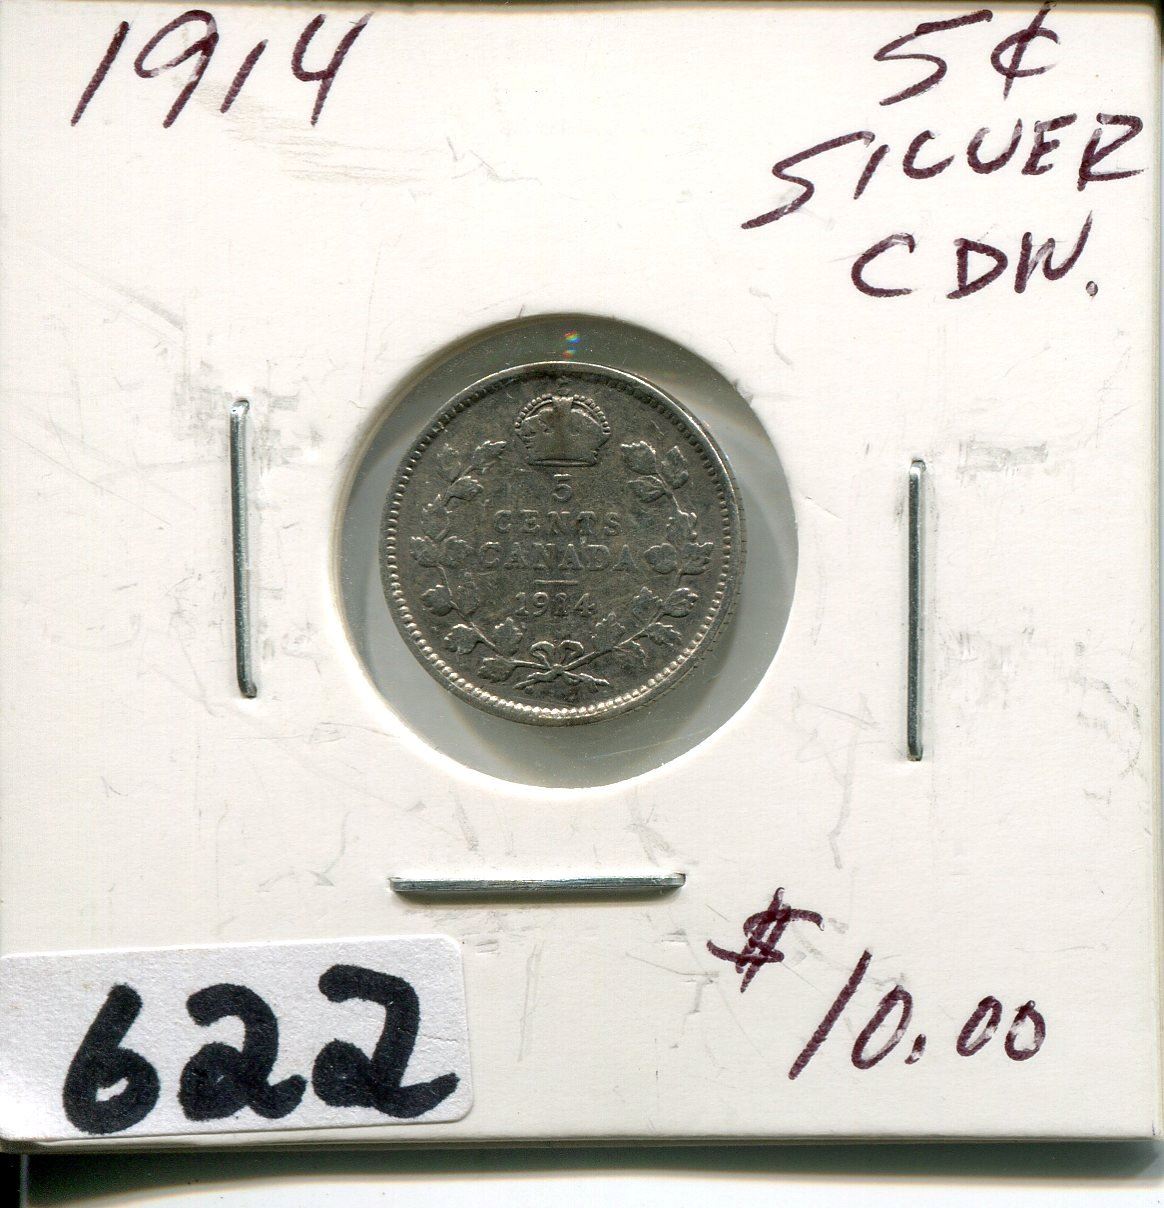 1914
5¢
SILVER
CDN.
5
CENTS
CANADA
1914
$10.00
622